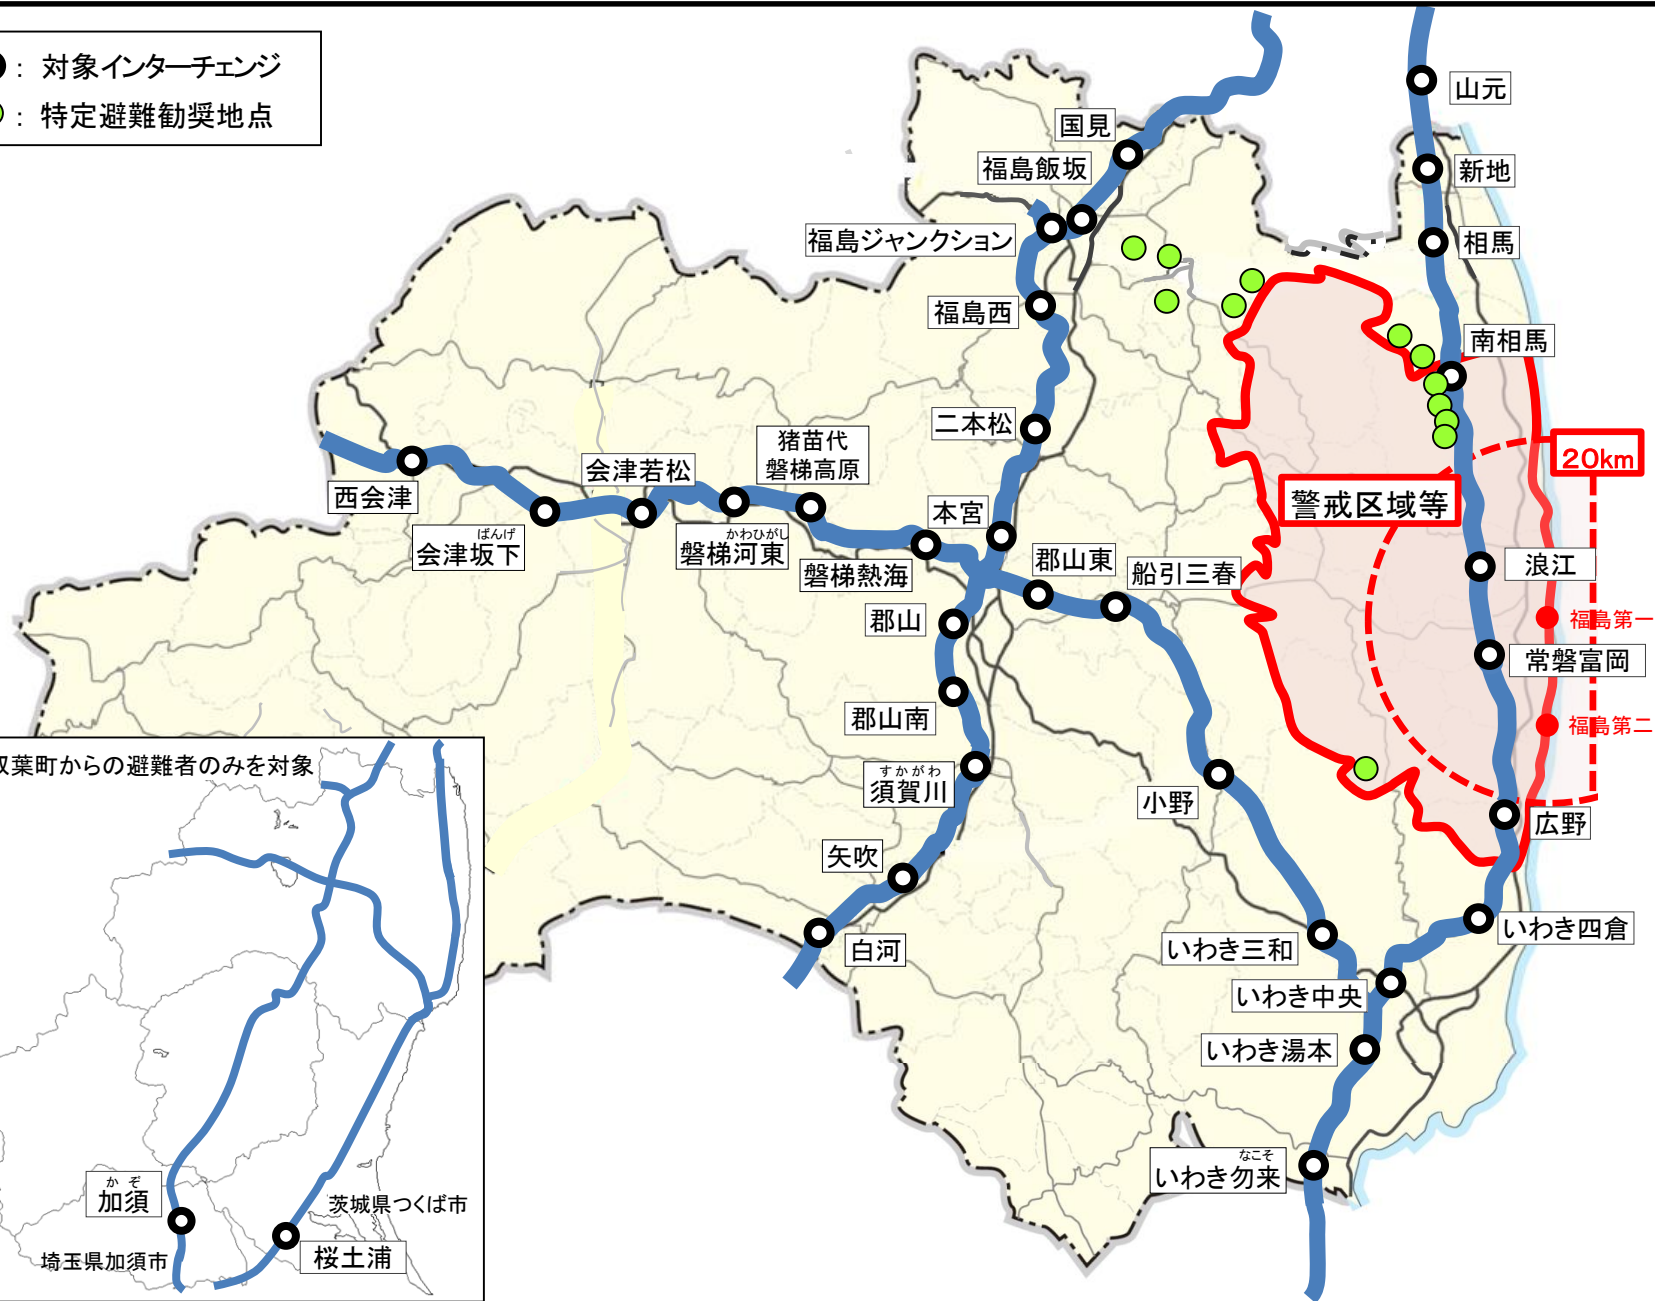 ： 対象インターチェンジ
： 特定避難勧奨地点
山元
国見
新地
福島飯坂
福島ジャンクション
相馬
福島西
南相馬
二本松
猪苗代
磐梯高原
20km
会津若松
西会津
警戒区域等
本宮
ばんげ
会津坂下
かわひがし
磐梯河東
磐梯熱海
郡山東
船引三春
浪江
郡山
福島第一
常磐富岡
郡山南
福島第二
双葉町からの避難者のみを対象
すかがわ
須賀川
小野
広野
矢吹
白河
いわき三和
いわき四倉
いわき中央
いわき湯本
なこそ
いわき勿来
かぞ
加須
茨城県つくば市
埼玉県加須市
桜土浦